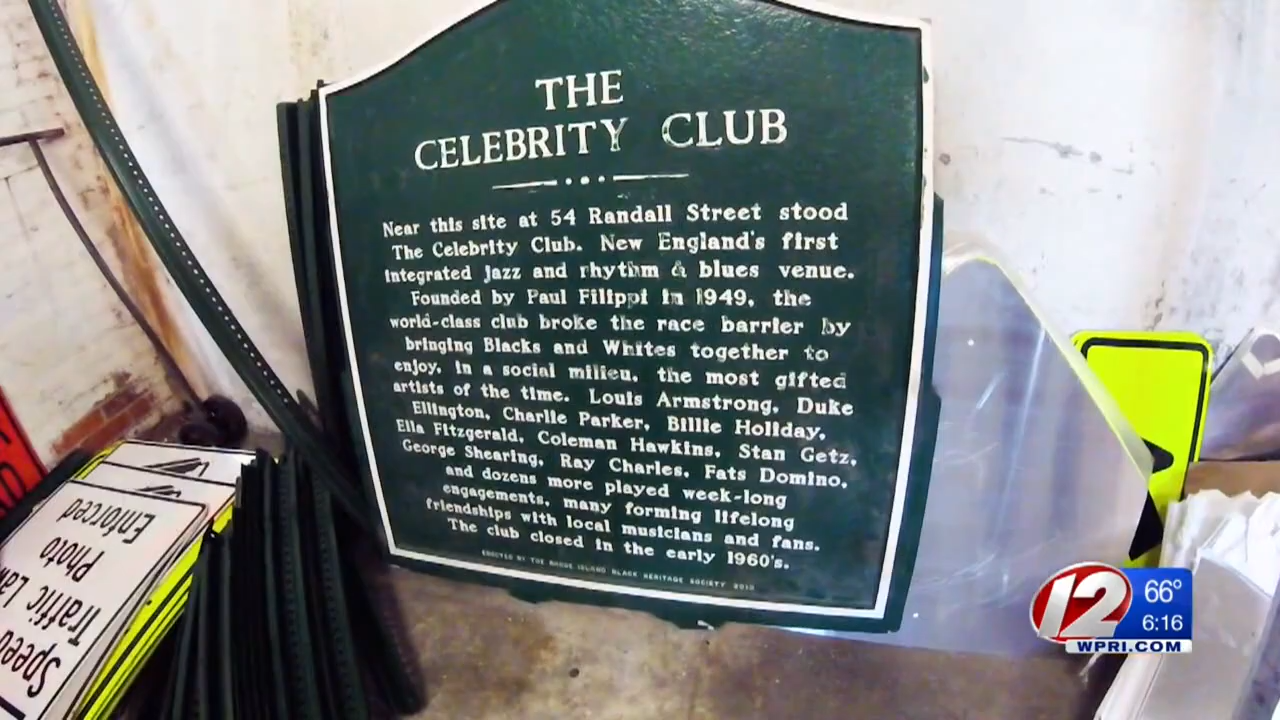 THE
CELEBRITY CLUB
Near this site at 54 Randall Street stood
The Celebrity Club. New England's first
integrated jazz and rhythm & blues venue.
Founded by Paul Filippi in 1949, the
world-class club broke the race barrier by
bringing Blacks and Whites together to
enjoy, in a social milieu, the most gifted
artists of the time. Louis Armstrong, Duke
Ellington, Charlie Parker, Billie Holiday,
Ella Fitzgerald, Coleman Hawkins, Stan Getz,
George Shearing, Ray Charles, Fats Domino,
and dozens more played week-long
engagements, many forming lifelong
friendships with local musicians and fans.
The club closed in the early 1960's.
ERECTED BY THE RHODE ISLAND BLACK HERITAGE SOCIETY 2010
Speed
Traffic Law
Photo
Enforced
12
66°
6:16
WPRI.COM